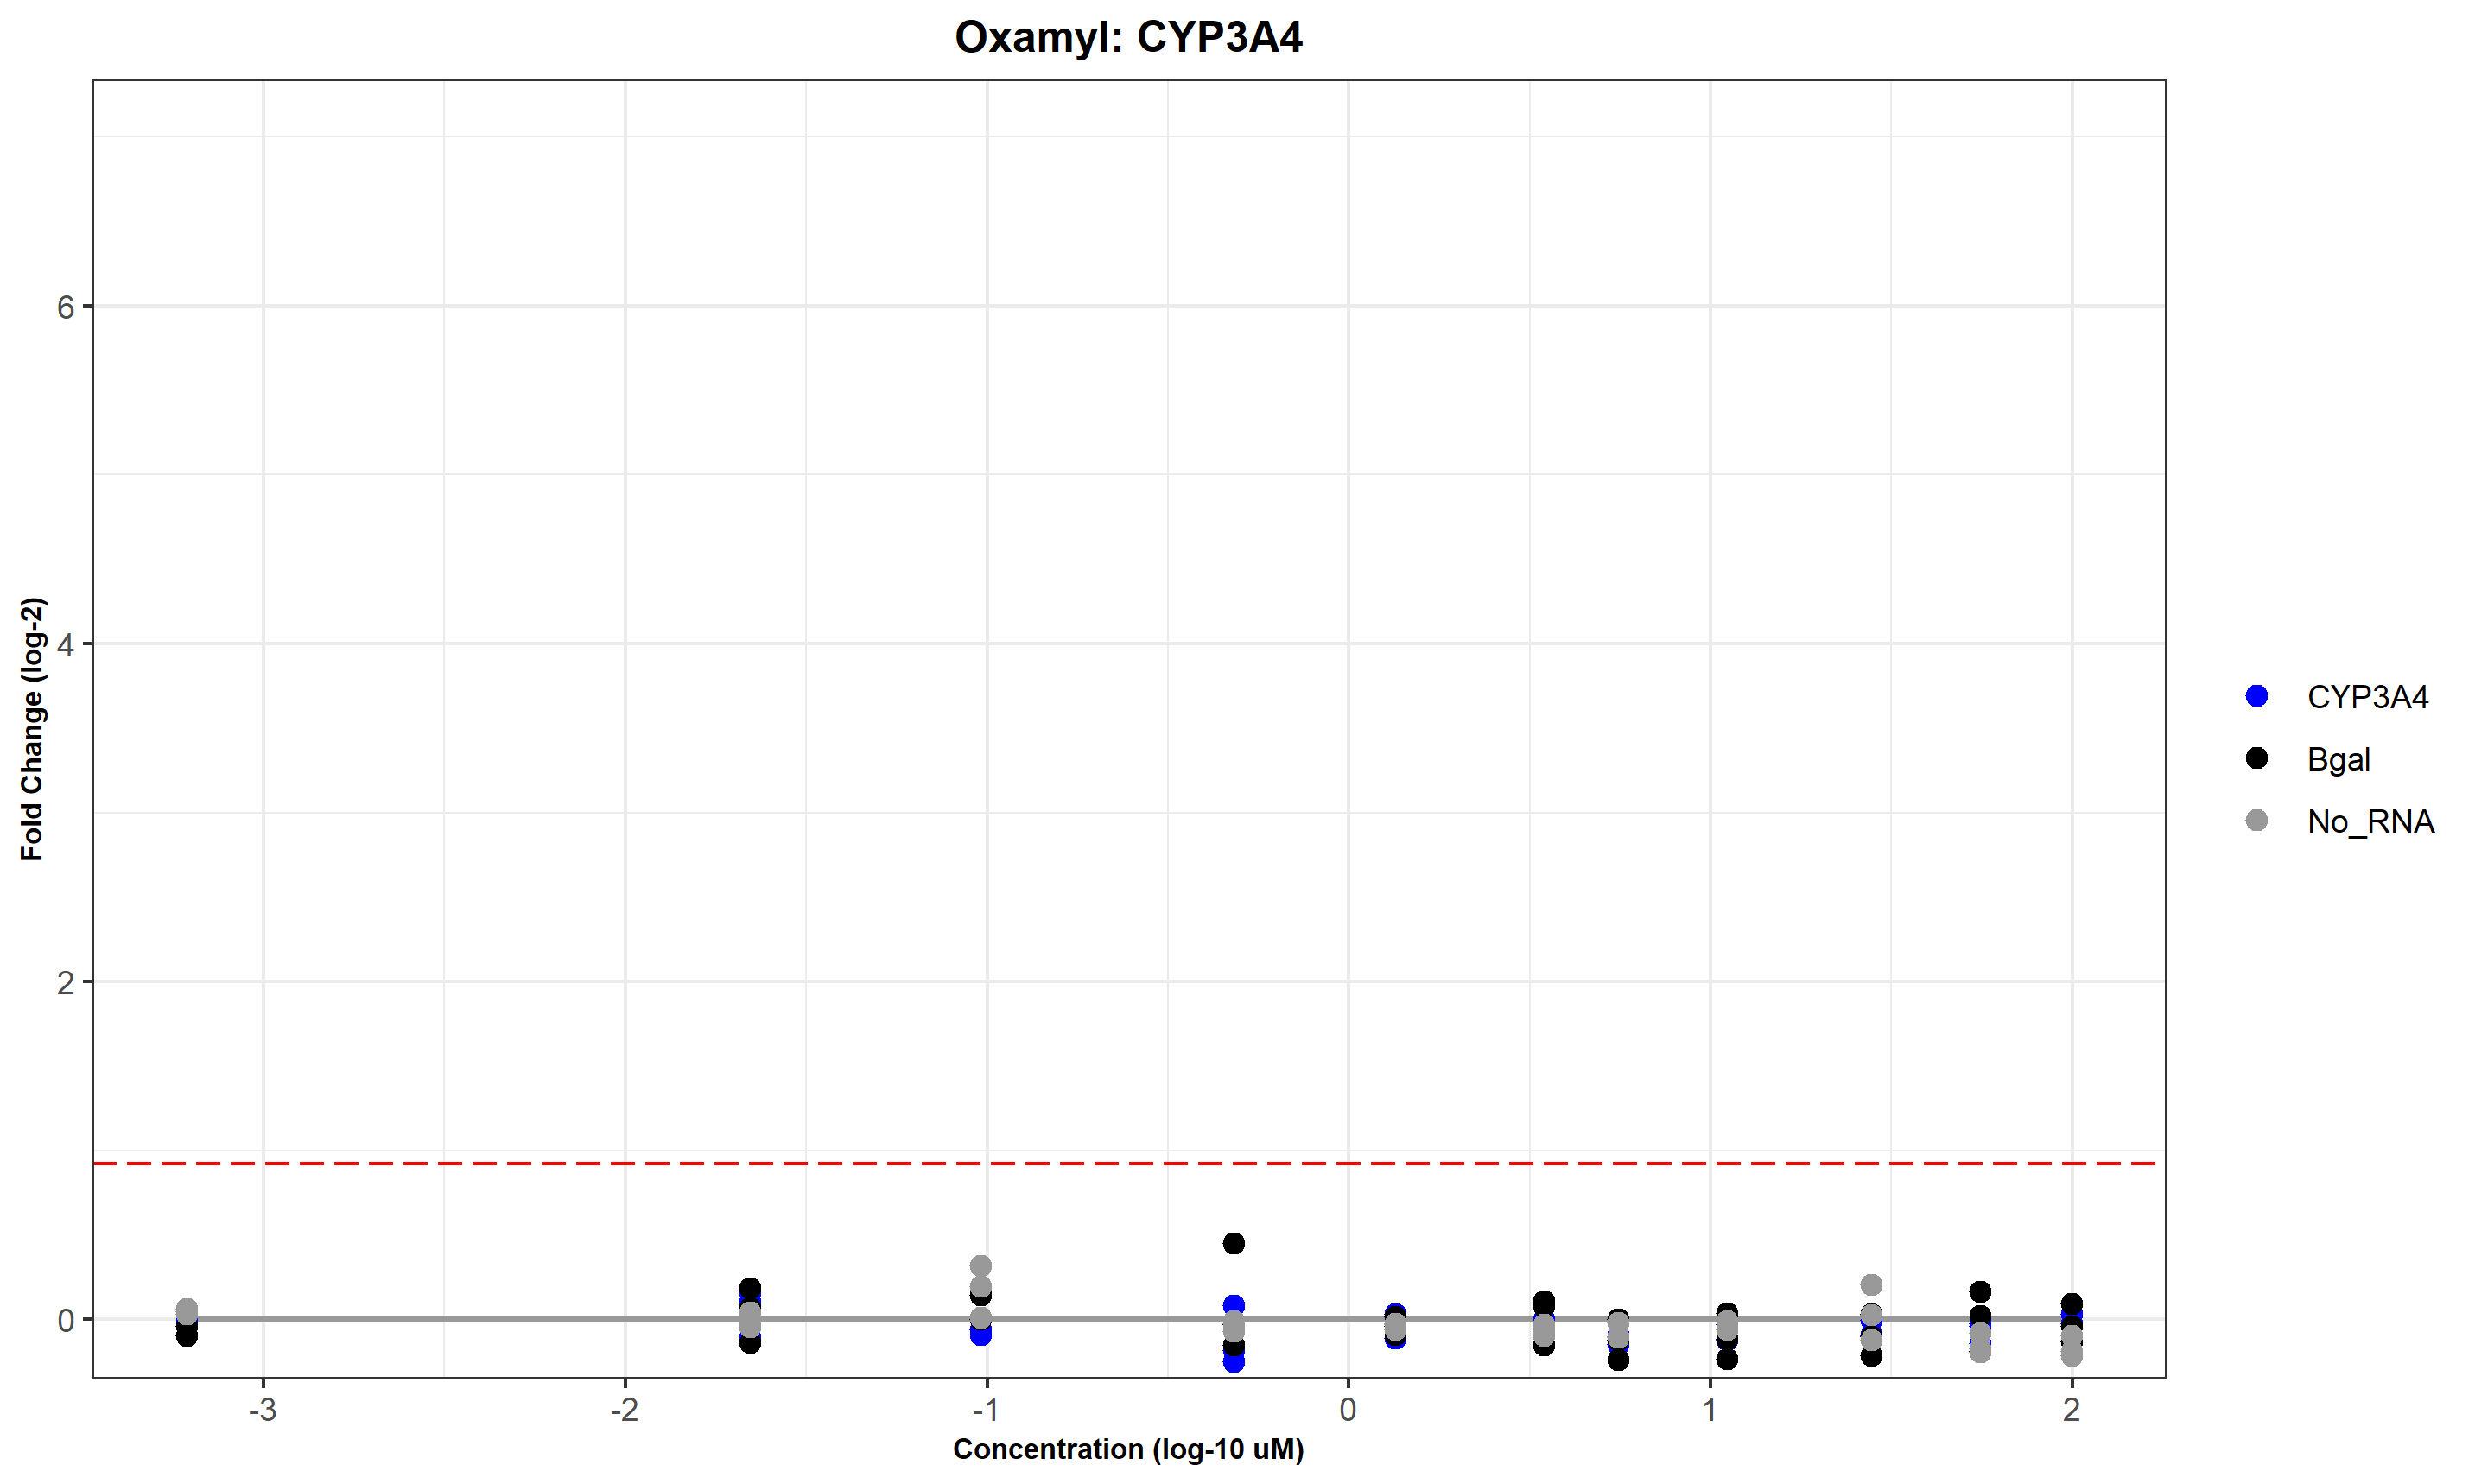 Oxamyl: CYP3A4
Fold Change (log-2)
6
4
2
0
-3
-2
-1
0
1
2
Concentration (log-10 uM)
CYP3A4
Bgal
No_RNA